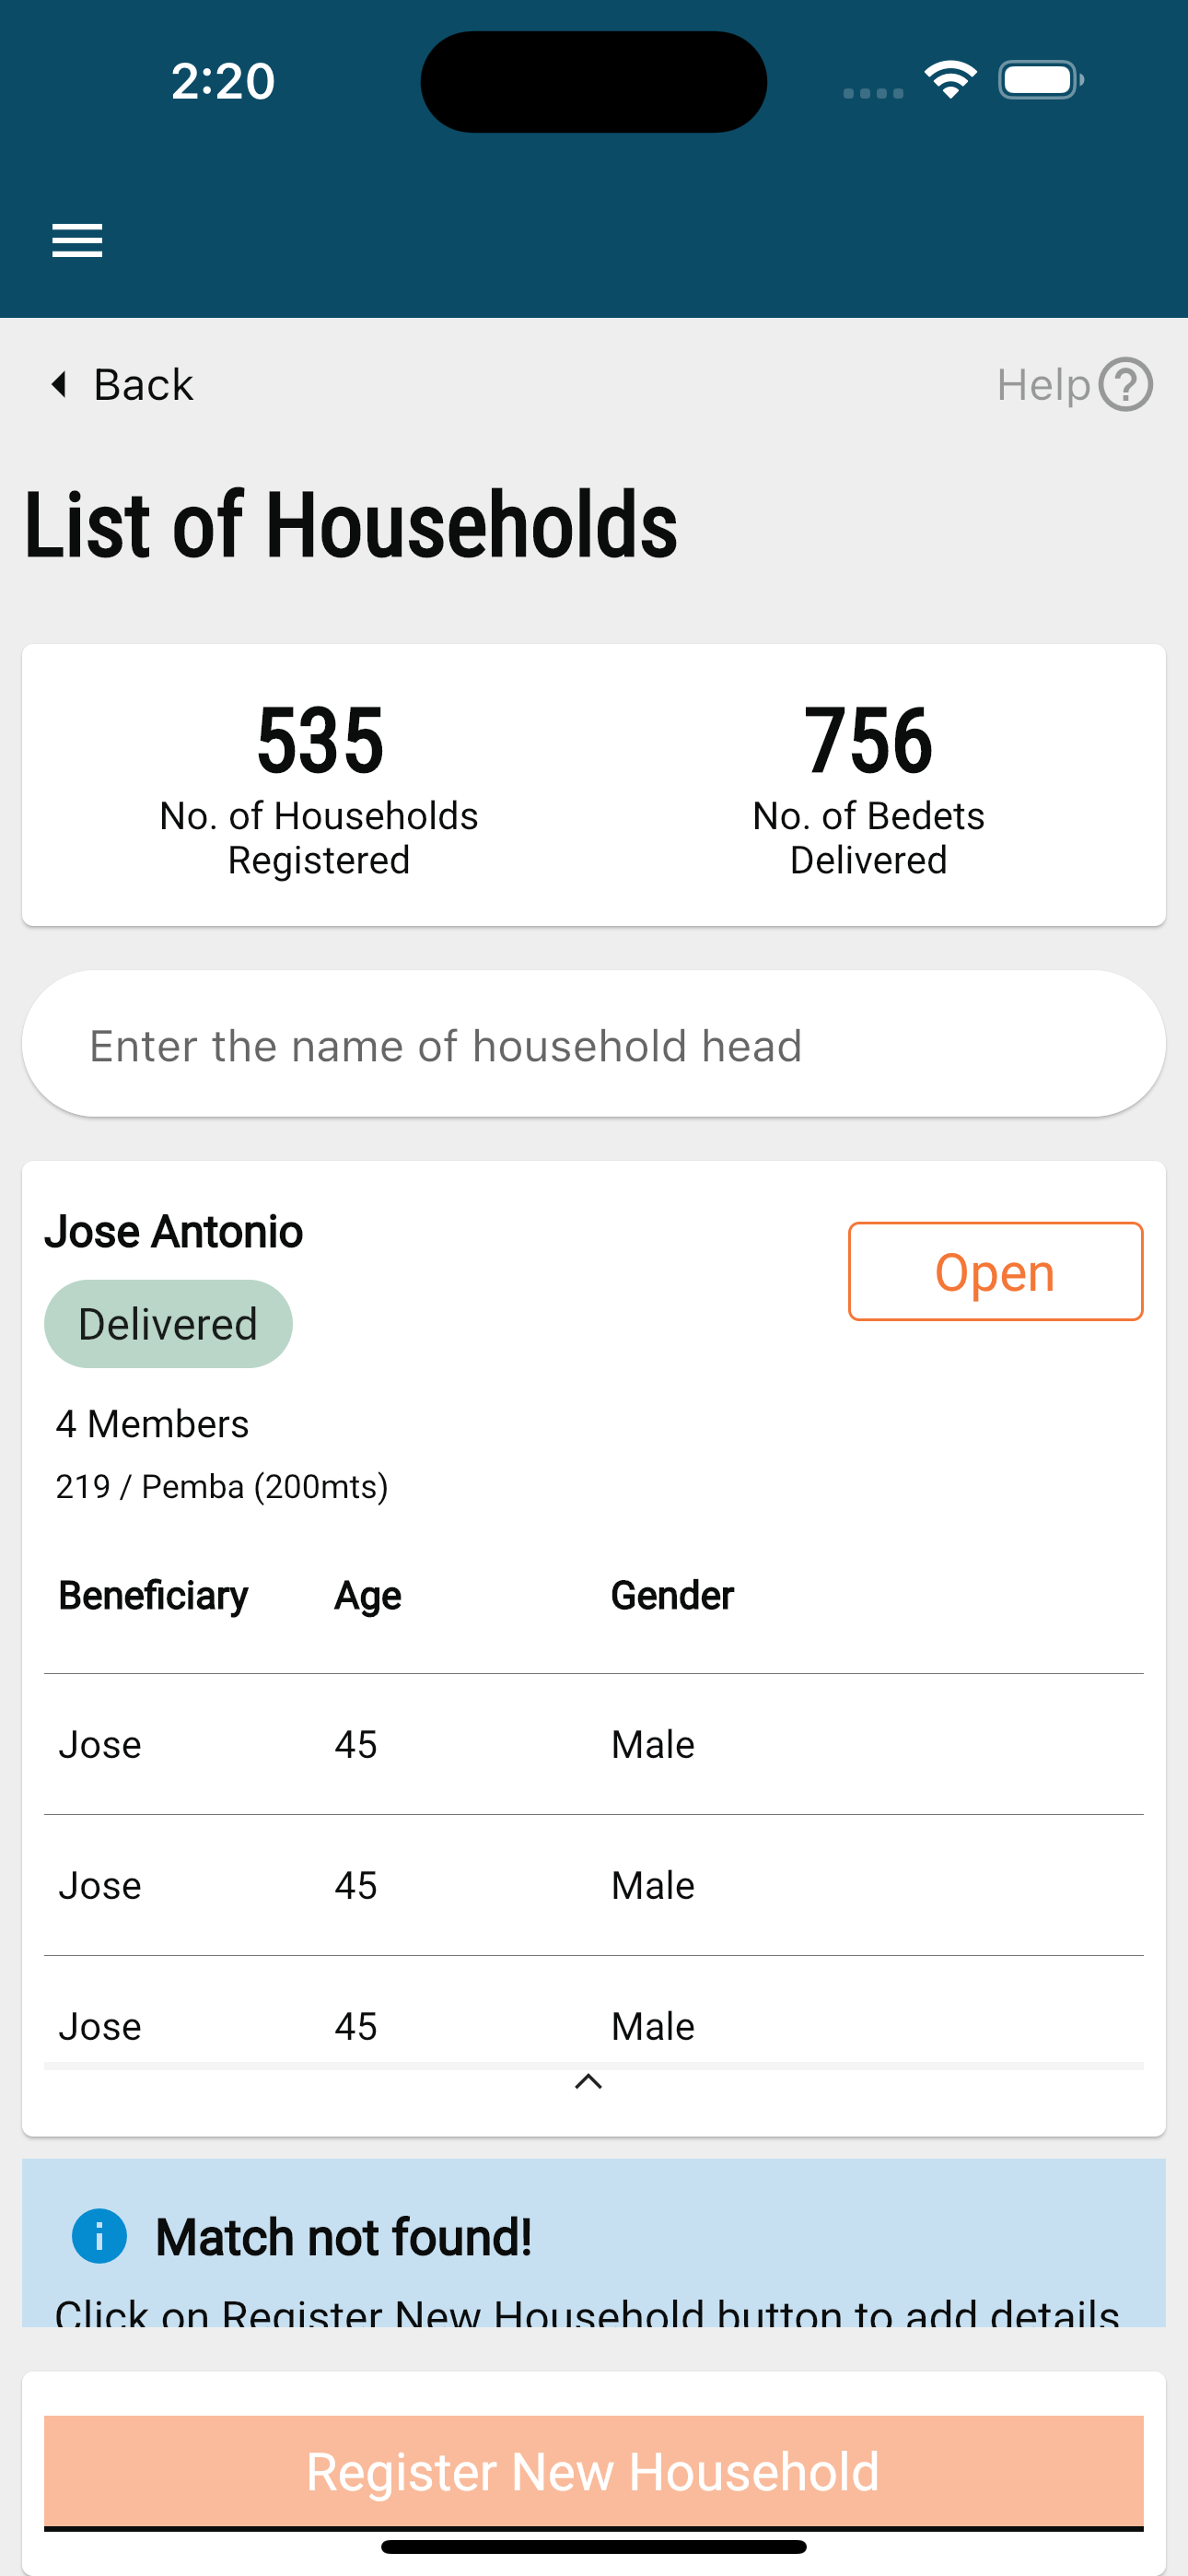 2:20
Back
Help
List of Households
535
No. of Households
Registered
756
No. of Bedets
Delivered
Enter the name of household head
Jose Antonio
Open
Delivered
4 Members
219 / Pemba (200mts)
Beneficiary Age Gender
Jose 45 Male
Jose 45 Male
Jose 45 Male
Match not found!
Click on Register New Household button to add details
Register New Household